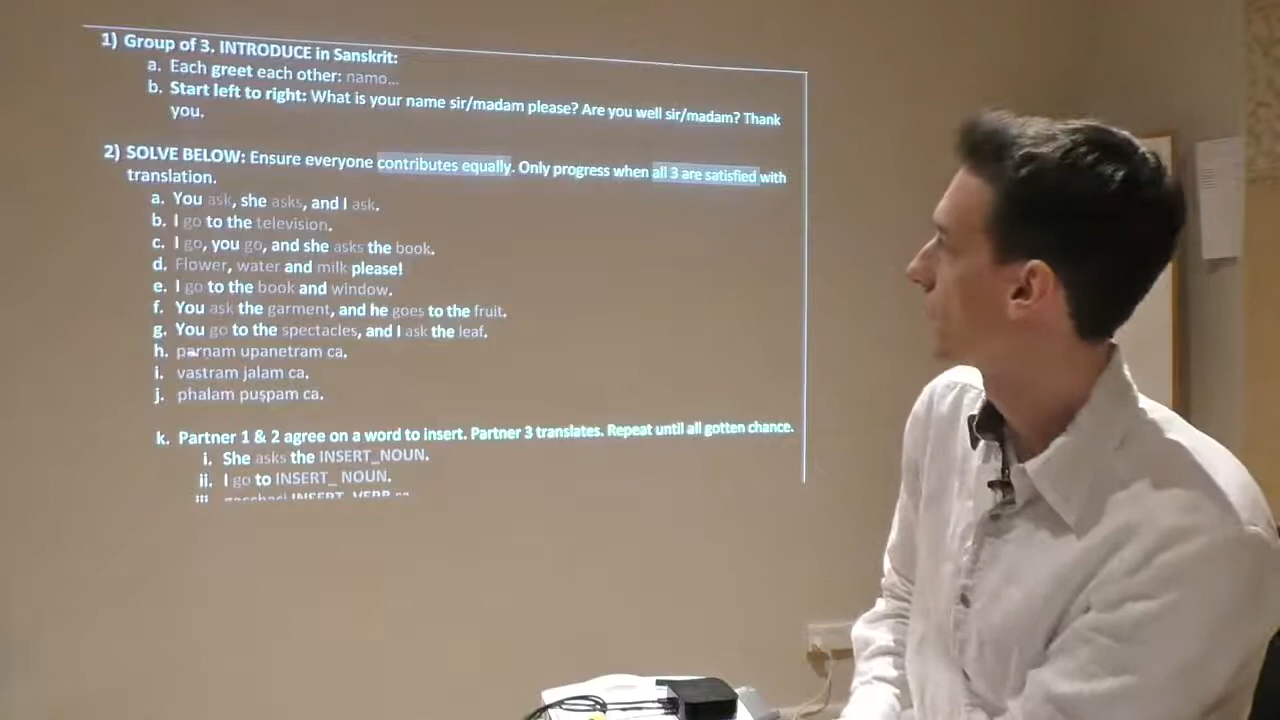 1) Group of 3. INTRODUCE in Sanskrit:
a. Each greet each other: namo...
b. Start left to right: What is your name sir/madam please? Are you well sir/madam? Thank
you.
2) SOLVE BELOW: Ensure everyone contributes equally. Only progress when all 3 are satisfied with
translation.
a. You ask, she asks, and I ask.
b. I go to the television.
c. I go, you go, and she asks the book.
d. Flower, water and milk please!
e. I go to the book and window.
f. You ask the garment, and he goes to the fruit.
g. You go to the spectacles, and I ask the leaf.
h. parnam upanetram ca.
i. vastram jalam ca.
j. phalam puṣpam ca.
k. Partner 1 & 2 agree on a word to insert. Partner 3 translates. Repeat until all gotten chance.
i. She asks the INSERT_NOUN.
ii. I go to INSERT_ NOUN.
iii INSERT_VERB